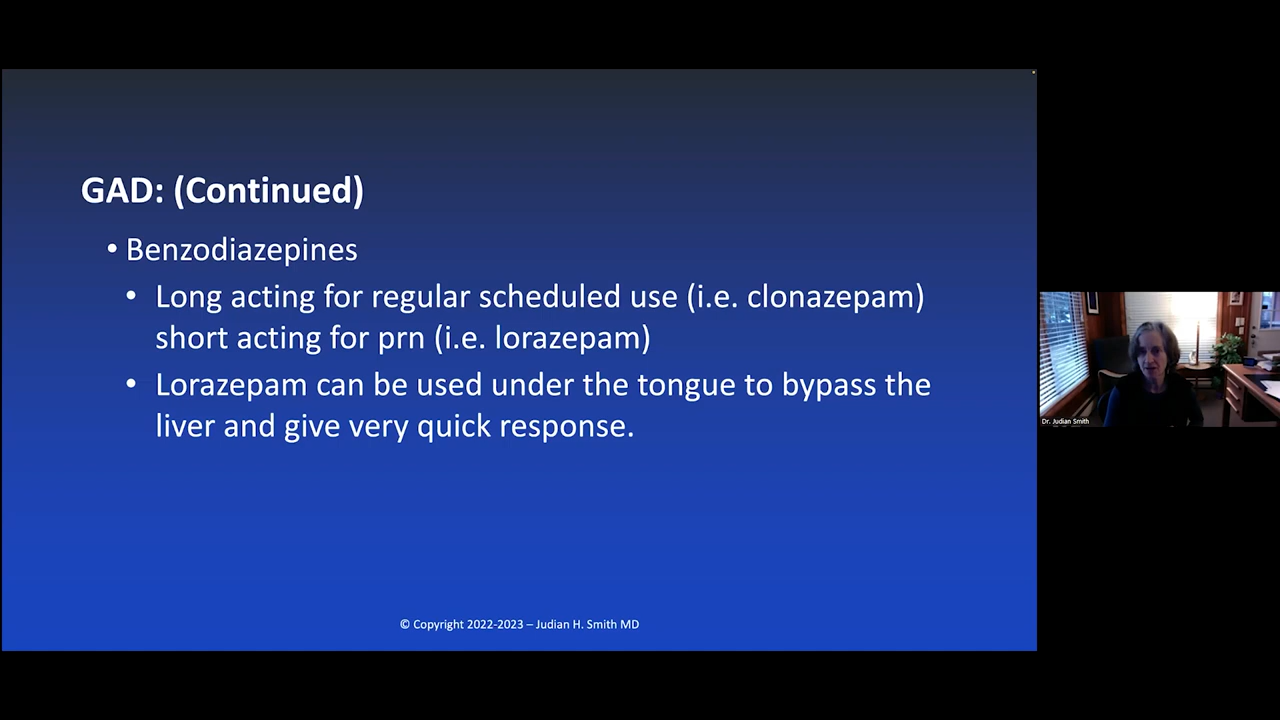 GAD: (Continued)
• Benzodiazepines
• Long acting for regular scheduled use (i.e. clonazepam)
short acting for prn (i.e. lorazepam)
• Lorazepam can be used under the tongue to bypass the
liver and give very quick response.
© Copyright 2022-2023 – Judian H. Smith MD
Dr. Judian Smith